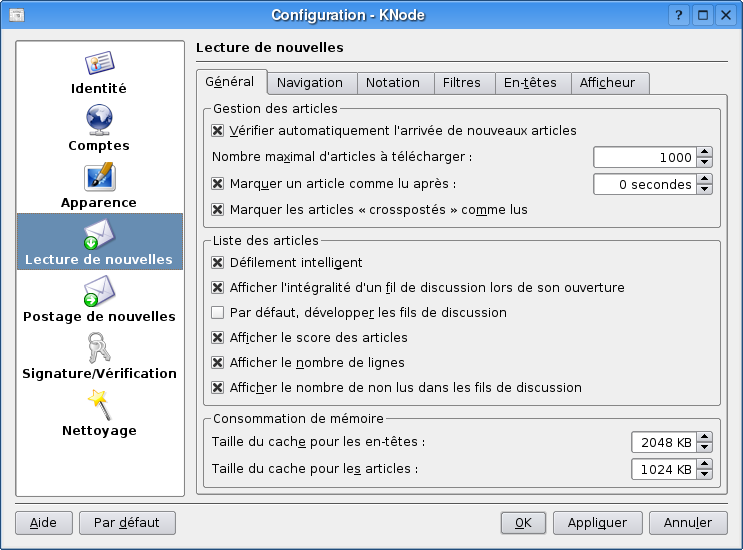 Configuration - KNode
Lecture de nouvelles
Identité
Comptes
Apparence
Lecture de nouvelles
Postage de nouvelles
Signature/Vérification
Nettoyage
Général Navigation Notation Filtres En-têtes Afficheur
Gestion des articles
Vérifier automatiquement l'arrivée de nouveaux articles
Nombre maximal d'articles à télécharger : 1000
Marquer un article comme lu après : 0 secondes
Marquer les articles « crosspostés » comme lus
Liste des articles
Défilement intelligent
Afficher l'intégralité d'un fil de discussion lors de son ouverture
Par défaut, développer les fils de discussion
Afficher le score des articles
Afficher le nombre de lignes
Afficher le nombre de non lus dans les fils de discussion
Consommation de mémoire
Taille du cache pour les en-têtes : 2048 KB
Taille du cache pour les articles : 1024 KB
Aide Par défaut OK Appliquer Annuler